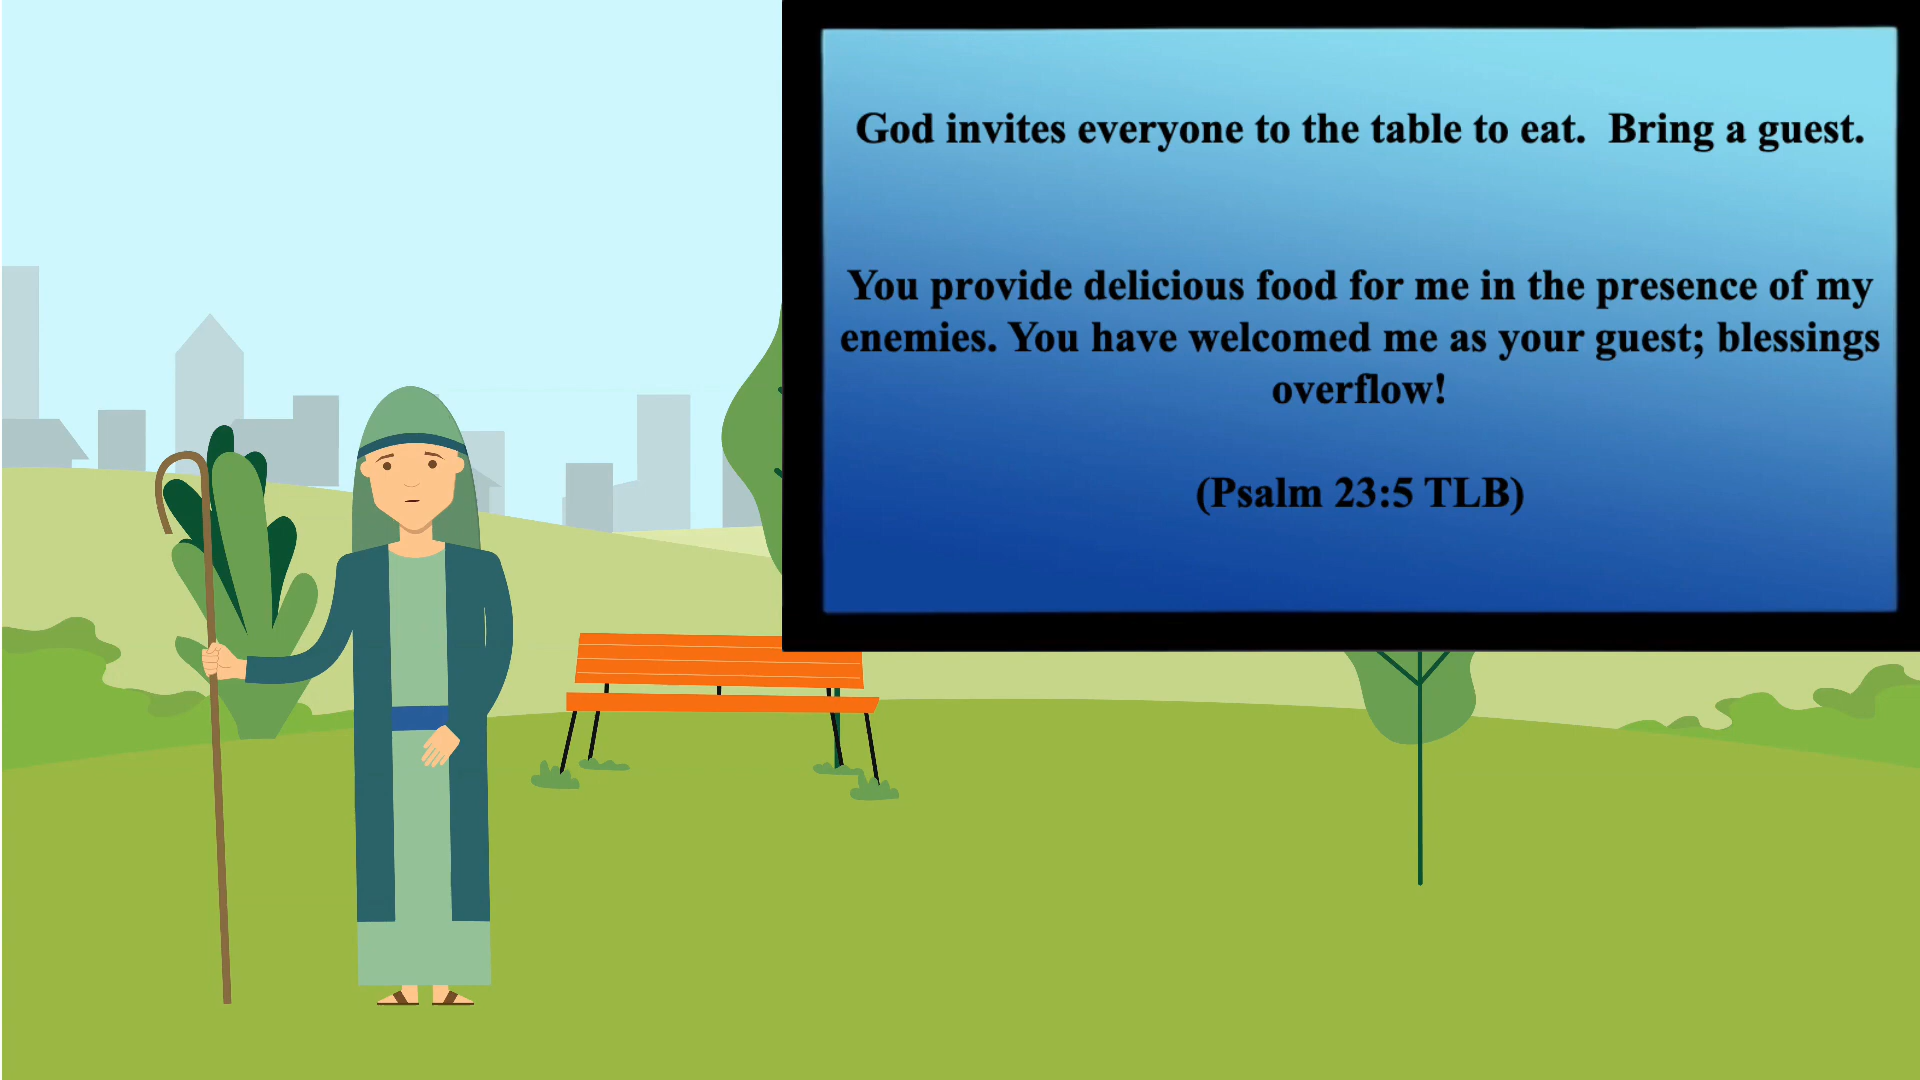 God invites everyone to the table to eat.  Bring a guest.
You provide delicious food for me in the presence of my
enemies. You have welcomed me as your guest; blessings
overflow!
(Psalm 23:5 TLB)